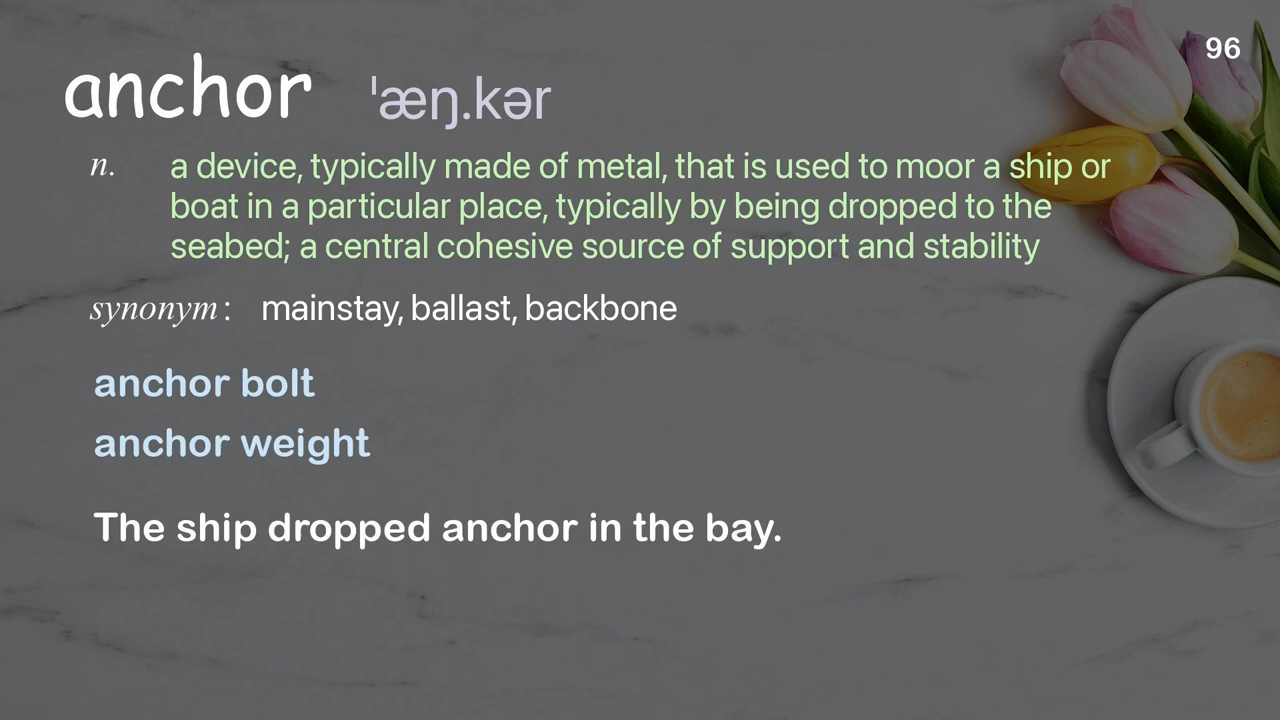 96
anchor ˈæŋ.kər
n. a device, typically made of metal, that is used to moor a ship or
boat in a particular place, typically by being dropped to the
seabed; a central cohesive source of support and stability
synonym: mainstay, ballast, backbone
anchor bolt
anchor weight
The ship dropped anchor in the bay.